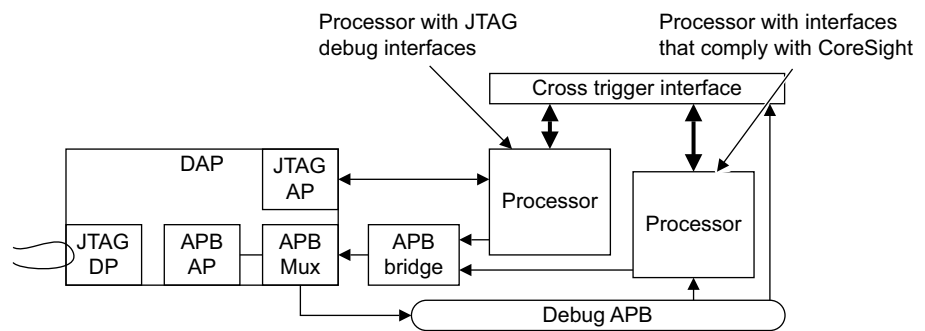 Processor with JTAG
debug interfaces
Processor with interfaces
that comply with CoreSight
Cross trigger interface
DAP
JTAG
AP
Processor
Processor
JTAG
DP
APB
AP
APB
Mux
APB
bridge
Debug APB